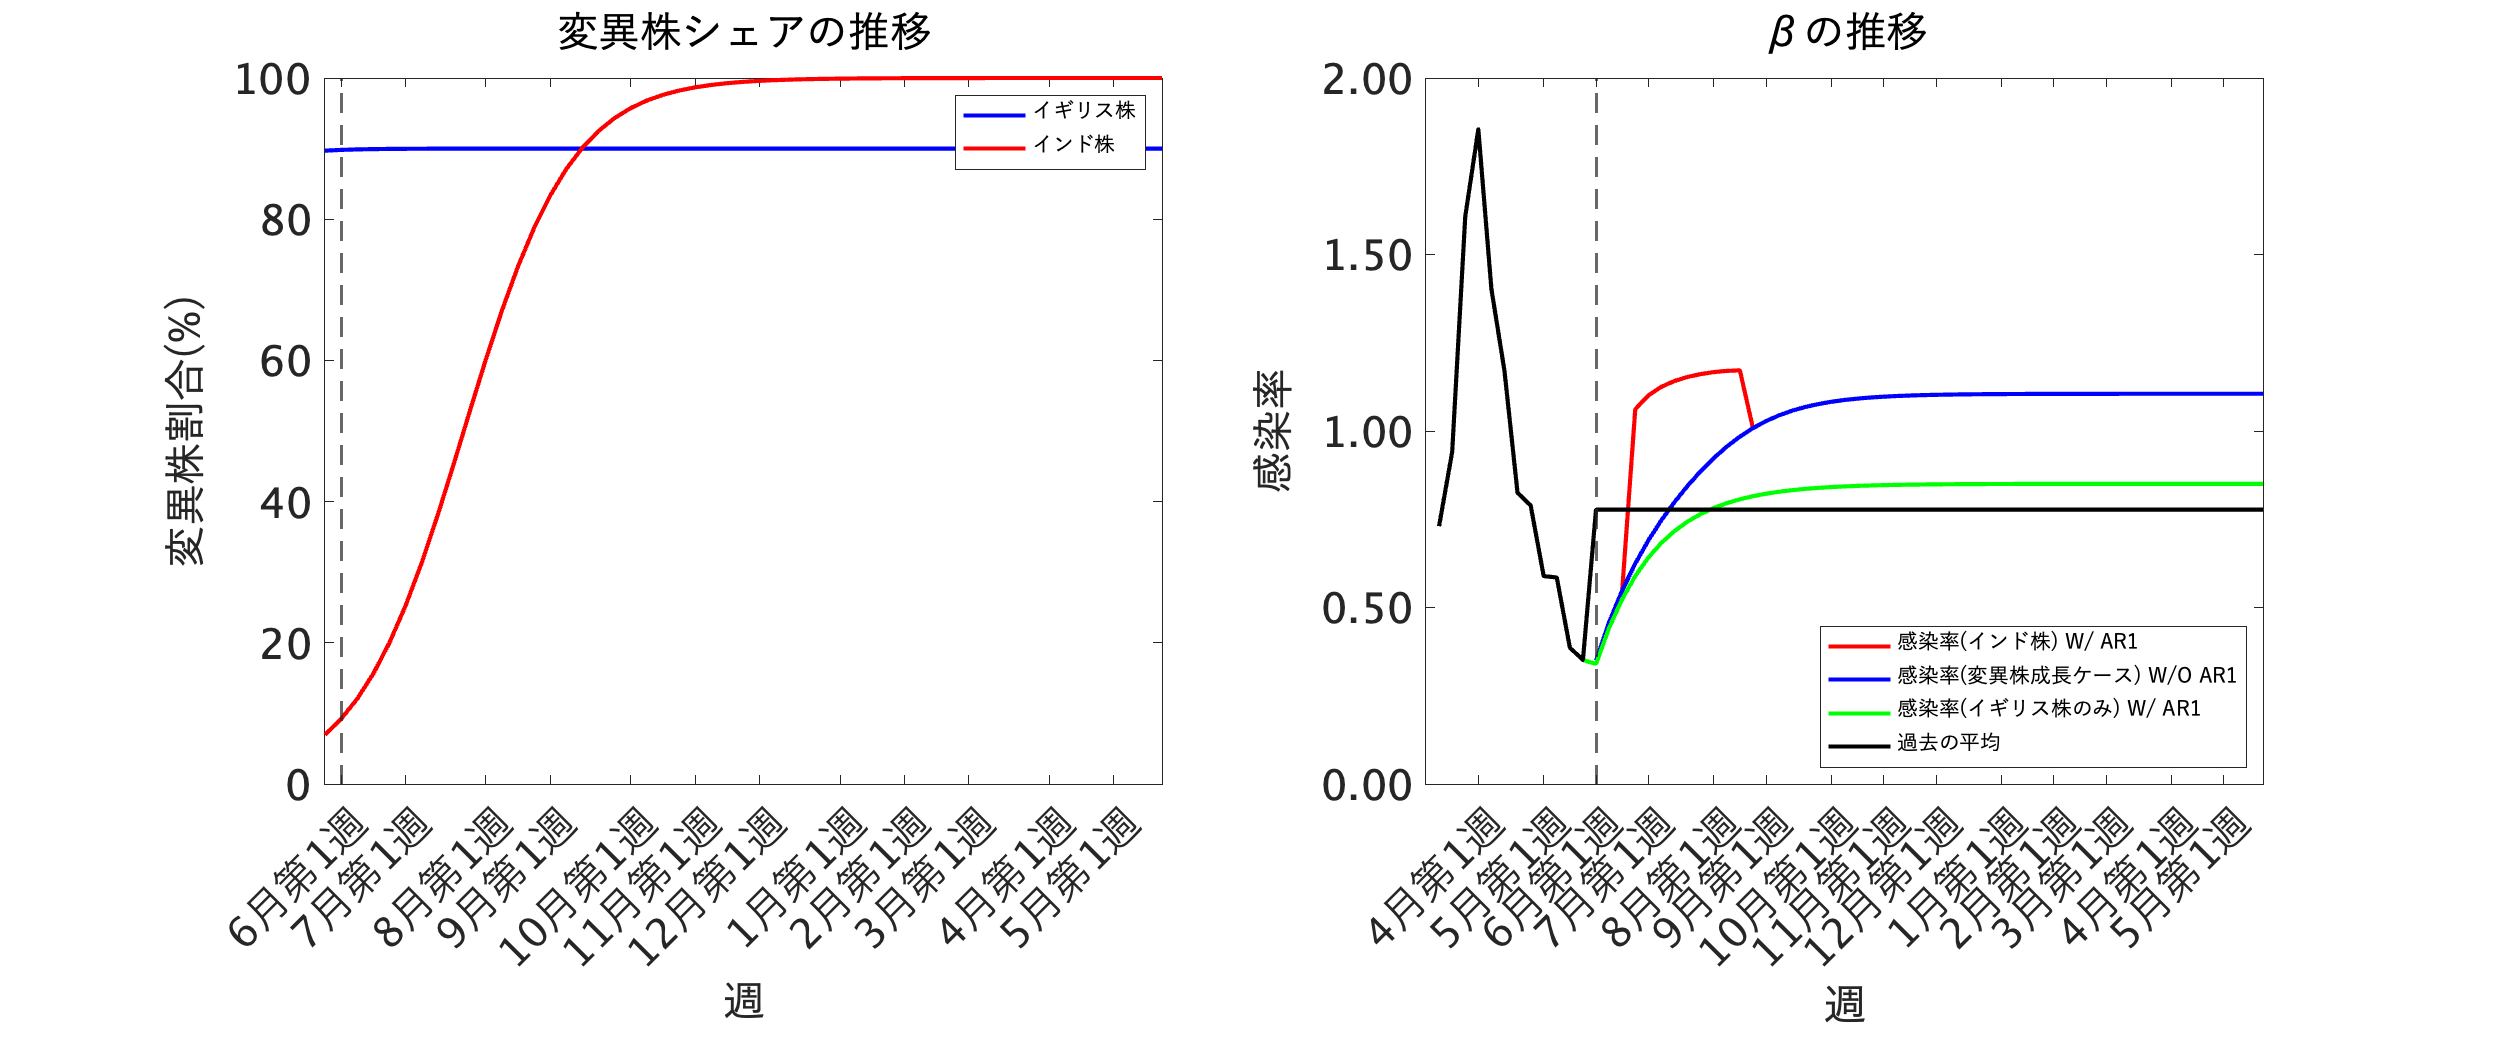 変異株シェアの推移
100
80
60
40
20
0
変異株割合(%)
イギリス株
インド株
6月第1週
7月第1週
8月第1週
9月第1週
10月第1週
11月第1週
12月第1週
1月第1週
2月第1週
3月第1週
4月第1週
5月第1週
週
βの推移
2.00
1.50
1.00
0.50
0.00
感染率
感染率(インド株) W/ AR1
感染率(変異株成長ケース) W/O AR1
感染率(イギリス株のみ) W/ AR1
過去の平均
4月第1週
5月第1週
6月第1週
7月第1週
8月第1週
9月第1週
10月第1週
11月第1週
12月第1週
1月第1週
2月第1週
3月第1週
4月第1週
5月第1週
週